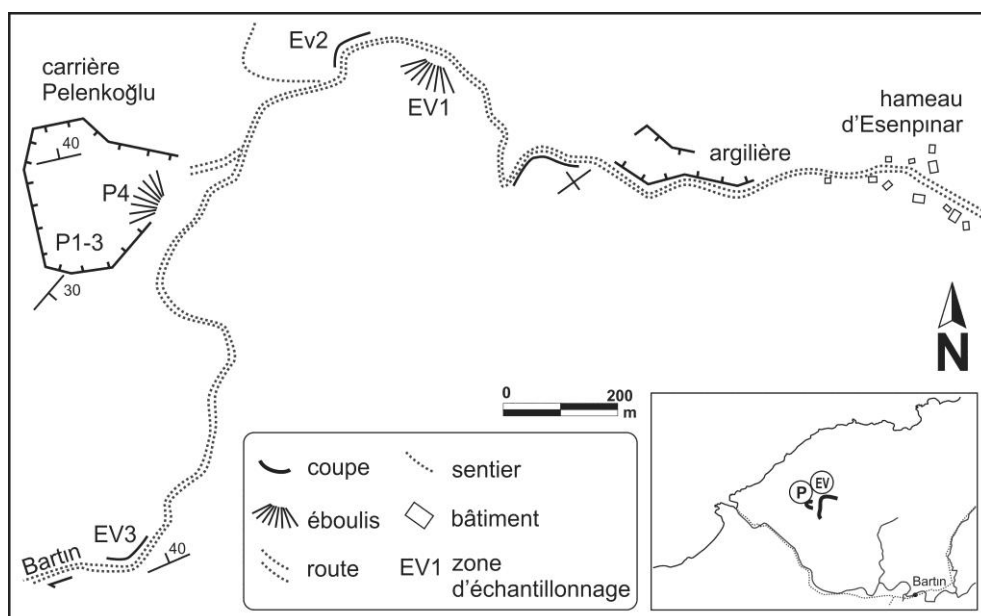 Ev2
carrière
Pelenkoğlu
EV1
hameau
d'Esenpınar
40
argilière
P4
P1-3
30
N
0 200
m
coupe
sentier
éboulis
bâtiment
route
EV1 zone
d'échantillonnage
EV3
40
Bartın
P
EV
Bartın